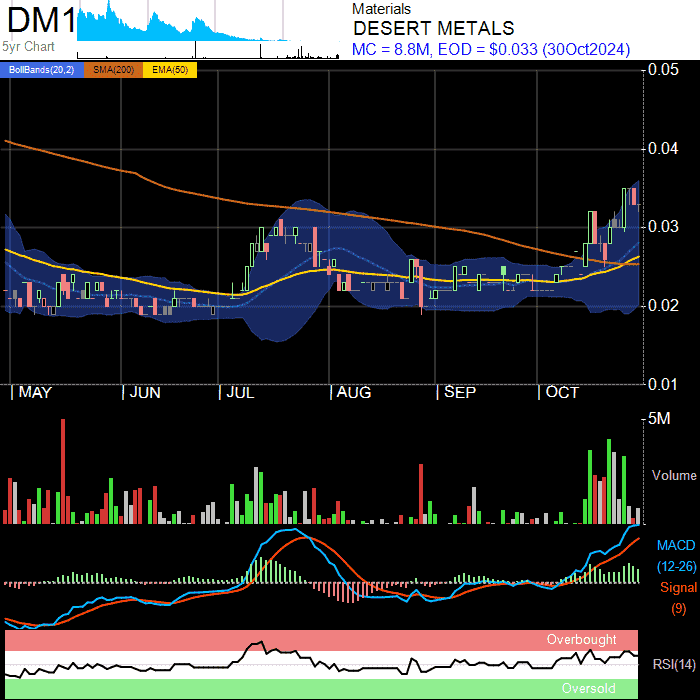 DM1
5yr Chart
Materials
DESERT METALS
MC = 8.8M, EOD = $0.033 (30Oct2024)
BollBands(20,2) SMA(200) EMA(50)
0.05
0.04
0.03
0.02
0.01
MAY JUN JUL AUG SEP OCT
5M
Volume
MACD
(12-26)
Signal
(9)
Overbought
RSI(14)
Oversold